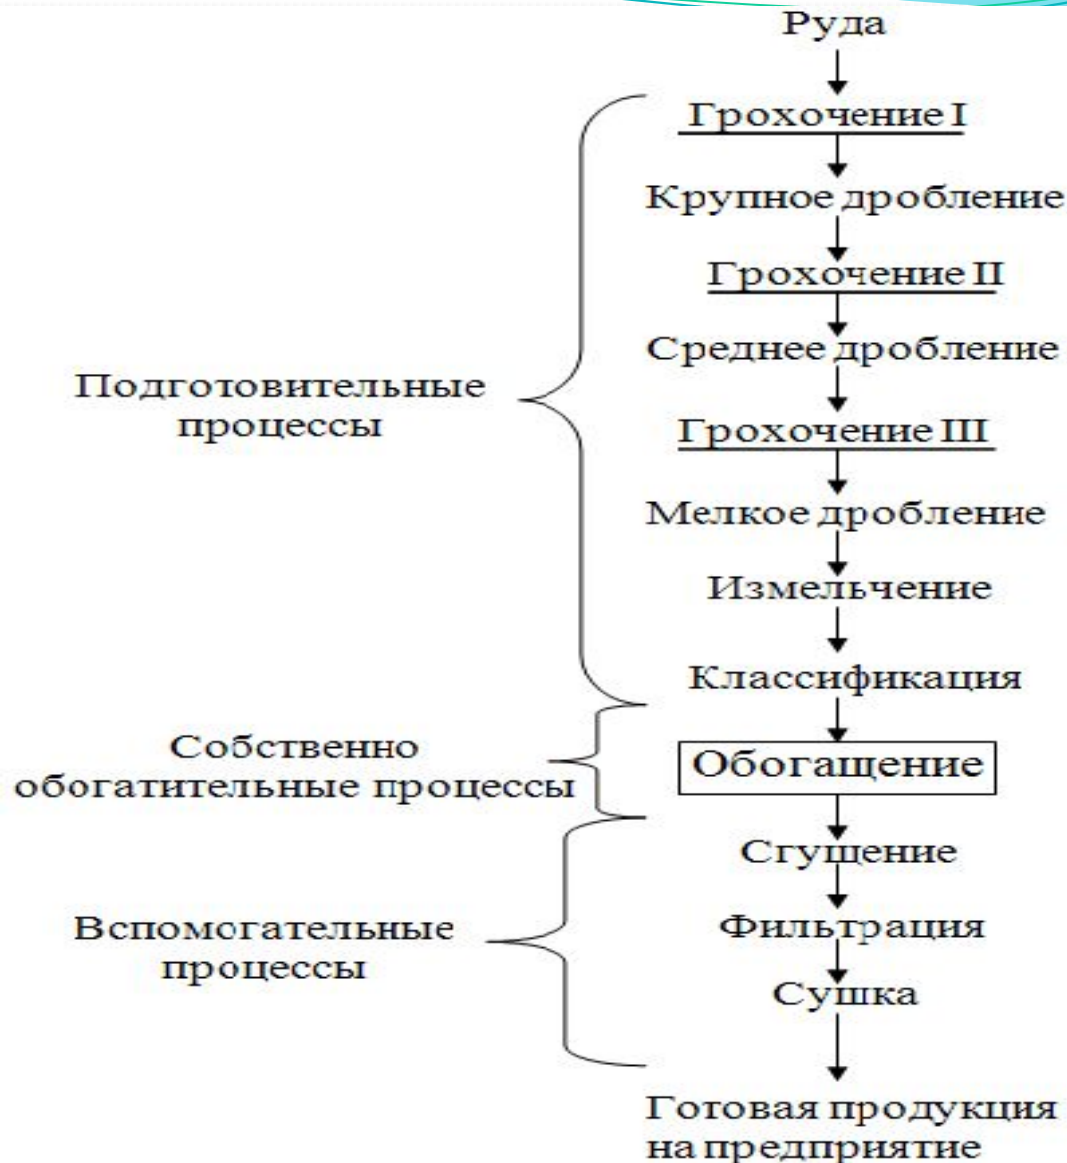 Руда
Грохочение I
Крупное дробление
Грохочение II
Среднее дробление
Подготовительные
процессы
Грохочение III
Мелкое дробление
Измельчение
Классификация
Собственно
обогатительные процессы
Обогащение
Сгущение
Вспомогательные
процессы
Фильтрация
Сушка
Готовая продукция
на предприятие